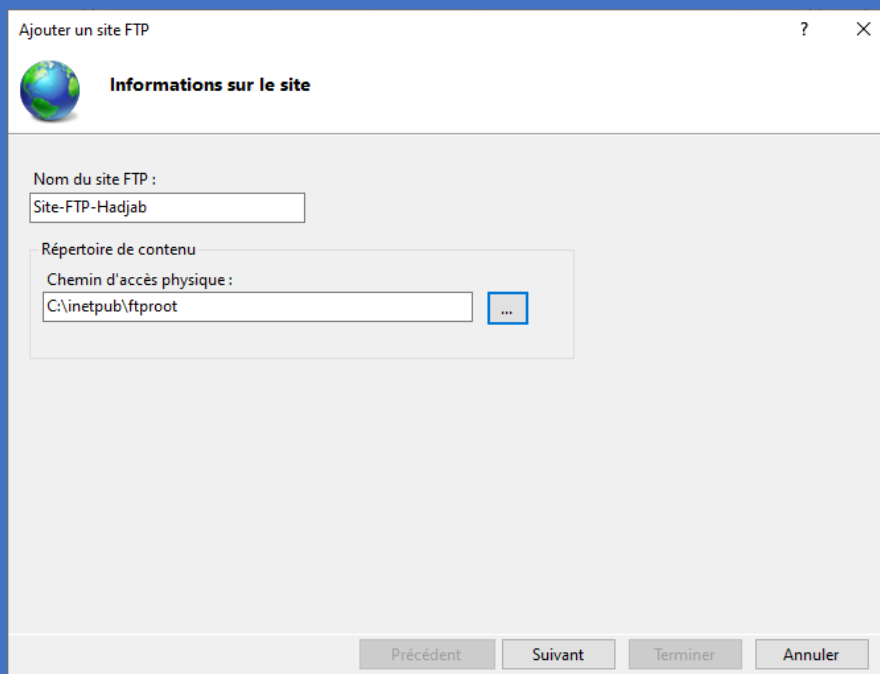 Ajouter un site FTP
?
Informations sur le site
Nom du site FTP :
Site-FTP-Hadjab
Répertoire de contenu
Chemin d'accès physique :
C:\inetpub\ftproot
...
Précédent
Suivant
Terminer
Annuler